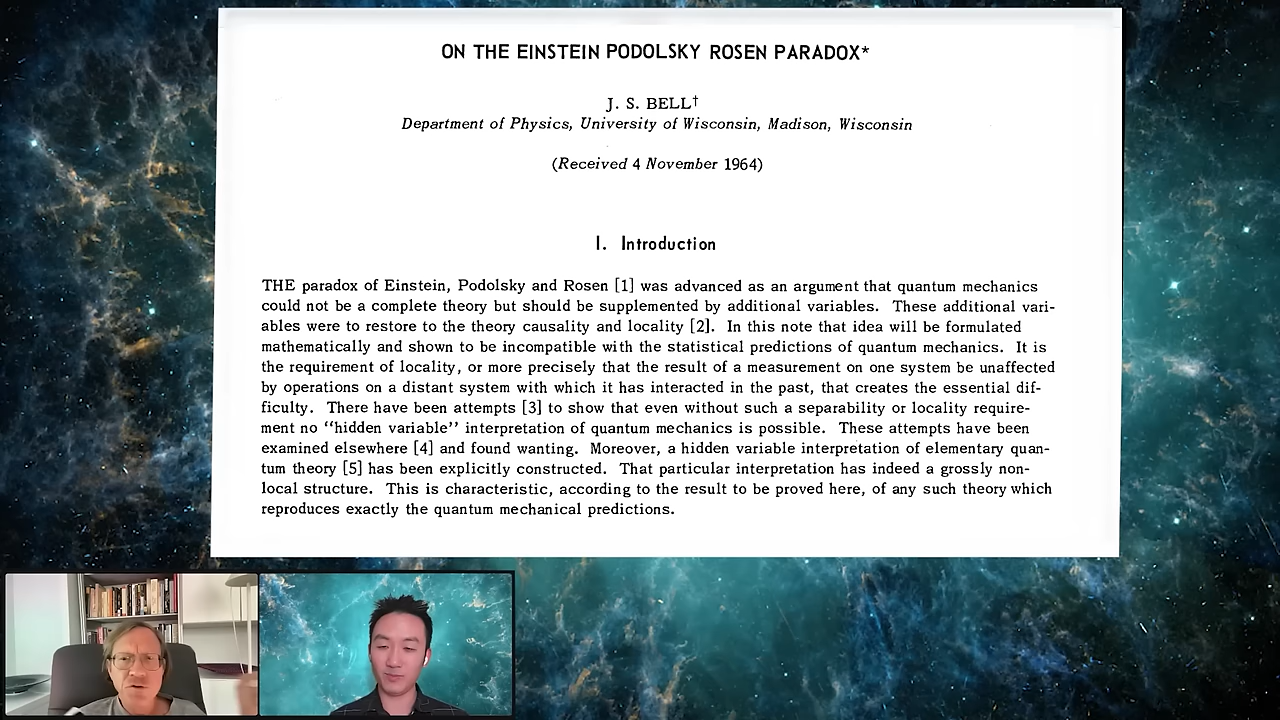 ON THE EINSTEIN PODOLSKY ROSEN PARADOX*
J. S. BELL†
Department of Physics, University of Wisconsin, Madison, Wisconsin
(Received 4 November 1964)
I. Introduction
THE paradox of Einstein, Podolsky and Rosen [1] was advanced as an argument that quantum mechanics
could not be a complete theory but should be supplemented by additional variables. These additional vari-
ables were to restore to the theory causality and locality [2]. In this note that idea will be formulated
mathematically and shown to be incompatible with the statistical predictions of quantum mechanics. It is
the requirement of locality, or more precisely that the result of a measurement on one system be unaffected
by operations on a distant system with which it has interacted in the past, that creates the essential dif-
ficulty. There have been attempts [3] to show that even without such a separability or locality require-
ment no “hidden variable” interpretation of quantum mechanics is possible. These attempts have been
examined elsewhere [4] and found wanting. Moreover, a hidden variable interpretation of elementary quan-
tum theory [5] has been explicitly constructed. That particular interpretation has indeed a grossly non-
local structure. This is characteristic, according to the result to be proved here, of any such theory which
reproduces exactly the quantum mechanical predictions.